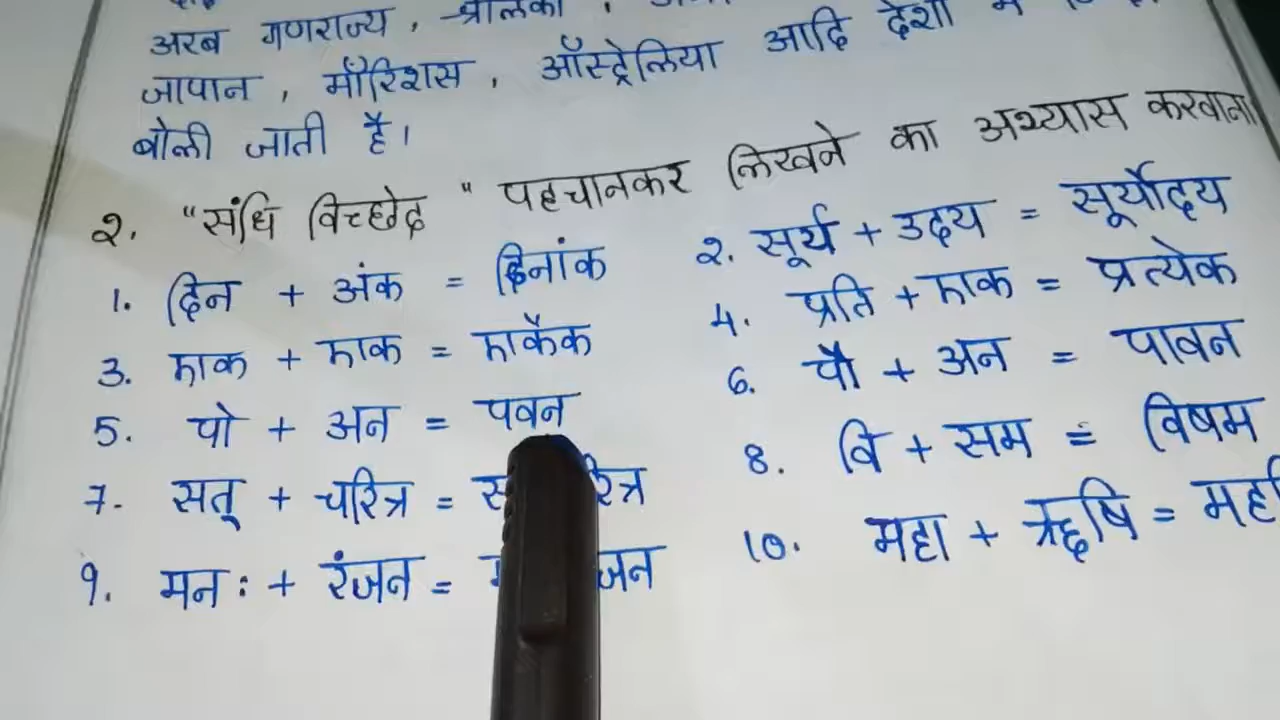 अरब गणराज्य, श्रीलंका,
जापान, मॉरिशस, ऑस्ट्रेलिया आदि देशों में
बोली जाती है।
२. "संधि विच्छेद" पहचानकर लिखने का अभ्यास करवाना
1. दिन + अंक = दिनांक
२. सूर्य + उदय = सूर्योदय
3. एक + एक = एकैक
4. प्रति + एक = प्रत्येक
5. पो + अन = पवन
6. पौ + अन = पावन
7. सत् + चरित्र =
8. वि + सम = विषम
9. मन : + रंजन =
10. महा + ऋषि =